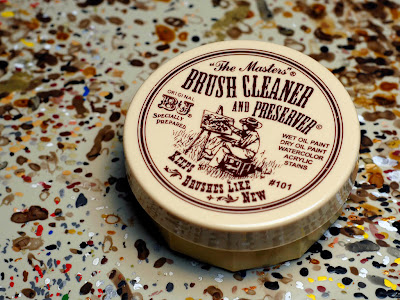 "The Masters"®
BRUSH CLEANER
AND PRESERVER®
ORIGINAL
B&J
SPECIALLY
PREPARED
WET OIL PAINT
DRY OIL PAINT
WATERCOLOR
ACRYLIC
STAINS
#101
KEEPS
BRUSHES LIKE
NEW